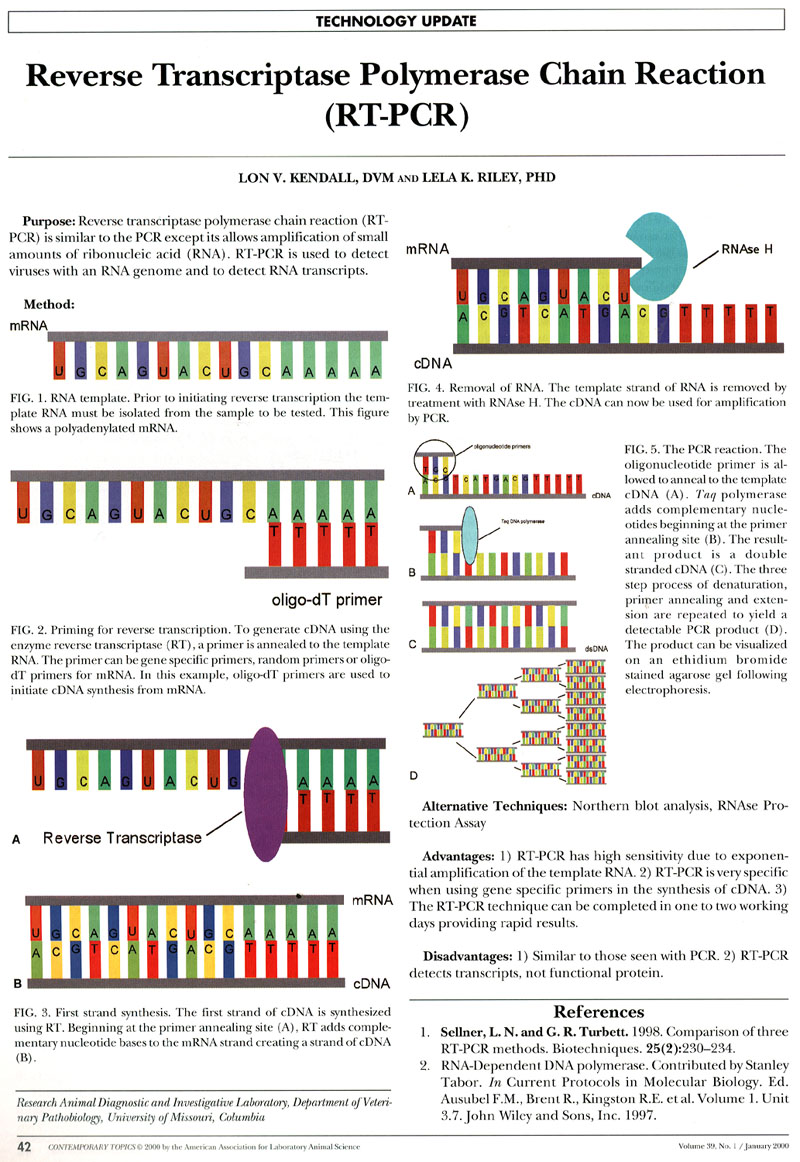 TECHNOLOGY UPDATE
Reverse Transcriptase Polymerase Chain Reaction
(RT-PCR)
LON V. KENDALL, DVM AND LELA K. RILEY, PHD
Purpose: Reverse transcriptase polymerase chain reaction (RT-
PCR) is similar to the PCR except its allows amplification of small
amounts of ribonucleic acid (RNA). RT-PCR is used to detect
viruses with an RNA genome and to detect RNA transcripts.
Method:
mRNA
U G C A G U A C U G C A A A A A
FIG. 1. RNA template. Prior to initiating reverse transcription the tem-
plate RNA must be isolated from the sample to be tested. This figure
shows a polyadenylated mRNA.
U G C A G U A C U G C A A A A A
T T T T T
oligo-dT primer
FIG. 2. Priming for reverse transcription. To generate cDNA using the
enzyme reverse transcriptase (RT), a primer is annealed to the template
RNA. The primer can be gene specific primers, random primers or oligo-
dT primers for mRNA. In this example, oligo-dT primers are used to
initiate cDNA synthesis from mRNA.
U G C A G U A C U G A A A A
T T T T
A Reverse Transcriptase
mRNA
U G C A G U A C U G C A A A A A
A C G T C A T G A C G T T T T T
B cDNA
FIG. 3. First strand synthesis. The first strand of cDNA is synthesized
using RT. Beginning at the primer annealing site (A), RT adds comple-
mentary nucleotide bases to the mRNA strand creating a strand of cDNA
(B).
Research Animal Diagnostic and Investigative Laboratory, Department of Veteri-
nary Pathobiology, University of Missouri, Columbia
mRNA
RNAse H
U G C A G U A C U
A C G T C A T G A C G T T T T T
cDNA
FIG. 4. Removal of RNA. The template strand of RNA is removed by
treatment with RNAse H. The cDNA can now be used for amplification
by PCR.
oligonucleotide primers
T G C
A C G T C A T G A C G T T T T T
A cDNA
Taq DNA polymerase
B
C dsDNA
D
FIG. 5. The PCR reaction. The
oligonucleotide primer is al-
lowed to anneal to the template
cDNA (A). Taq polymerase
adds complementary nucle-
otides beginning at the primer
annealing site (B). The result-
ant product is a double
stranded cDNA (C). The three
step process of denaturation,
primer annealing and exten-
sion are repeated to yield a
detectable PCR product (D).
The product can be visualized
on an ethidium bromide
stained agarose gel following
electrophoresis.
Alternative Techniques: Northern blot analysis, RNAse Pro-
tection Assay
Advantages: 1) RT-PCR has high sensitivity due to exponen-
tial amplification of the template RNA. 2) RT-PCR is very specific
when using gene specific primers in the synthesis of cDNA. 3)
The RT-PCR technique can be completed in one to two working
days providing rapid results.
Disadvantages: 1) Similar to those seen with PCR. 2) RT-PCR
detects transcripts, not functional protein.
References
1. Sellner, L. N. and G. R. Turbett. 1998. Comparison of three
RT-PCR methods. Biotechniques. 25(2):230–234.
2. RNA-Dependent DNA polymerase. Contributed by Stanley
Tabor. In Current Protocols in Molecular Biology. Ed.
Ausubel F.M., Brent R., Kingston R.E. et al. Volume 1. Unit
3.7. John Wiley and Sons, Inc. 1997.
42 CONTEMPORARY TOPICS © 2000 by the American Association for Laboratory Animal Science
Volume 39, No. 1 / January 2000